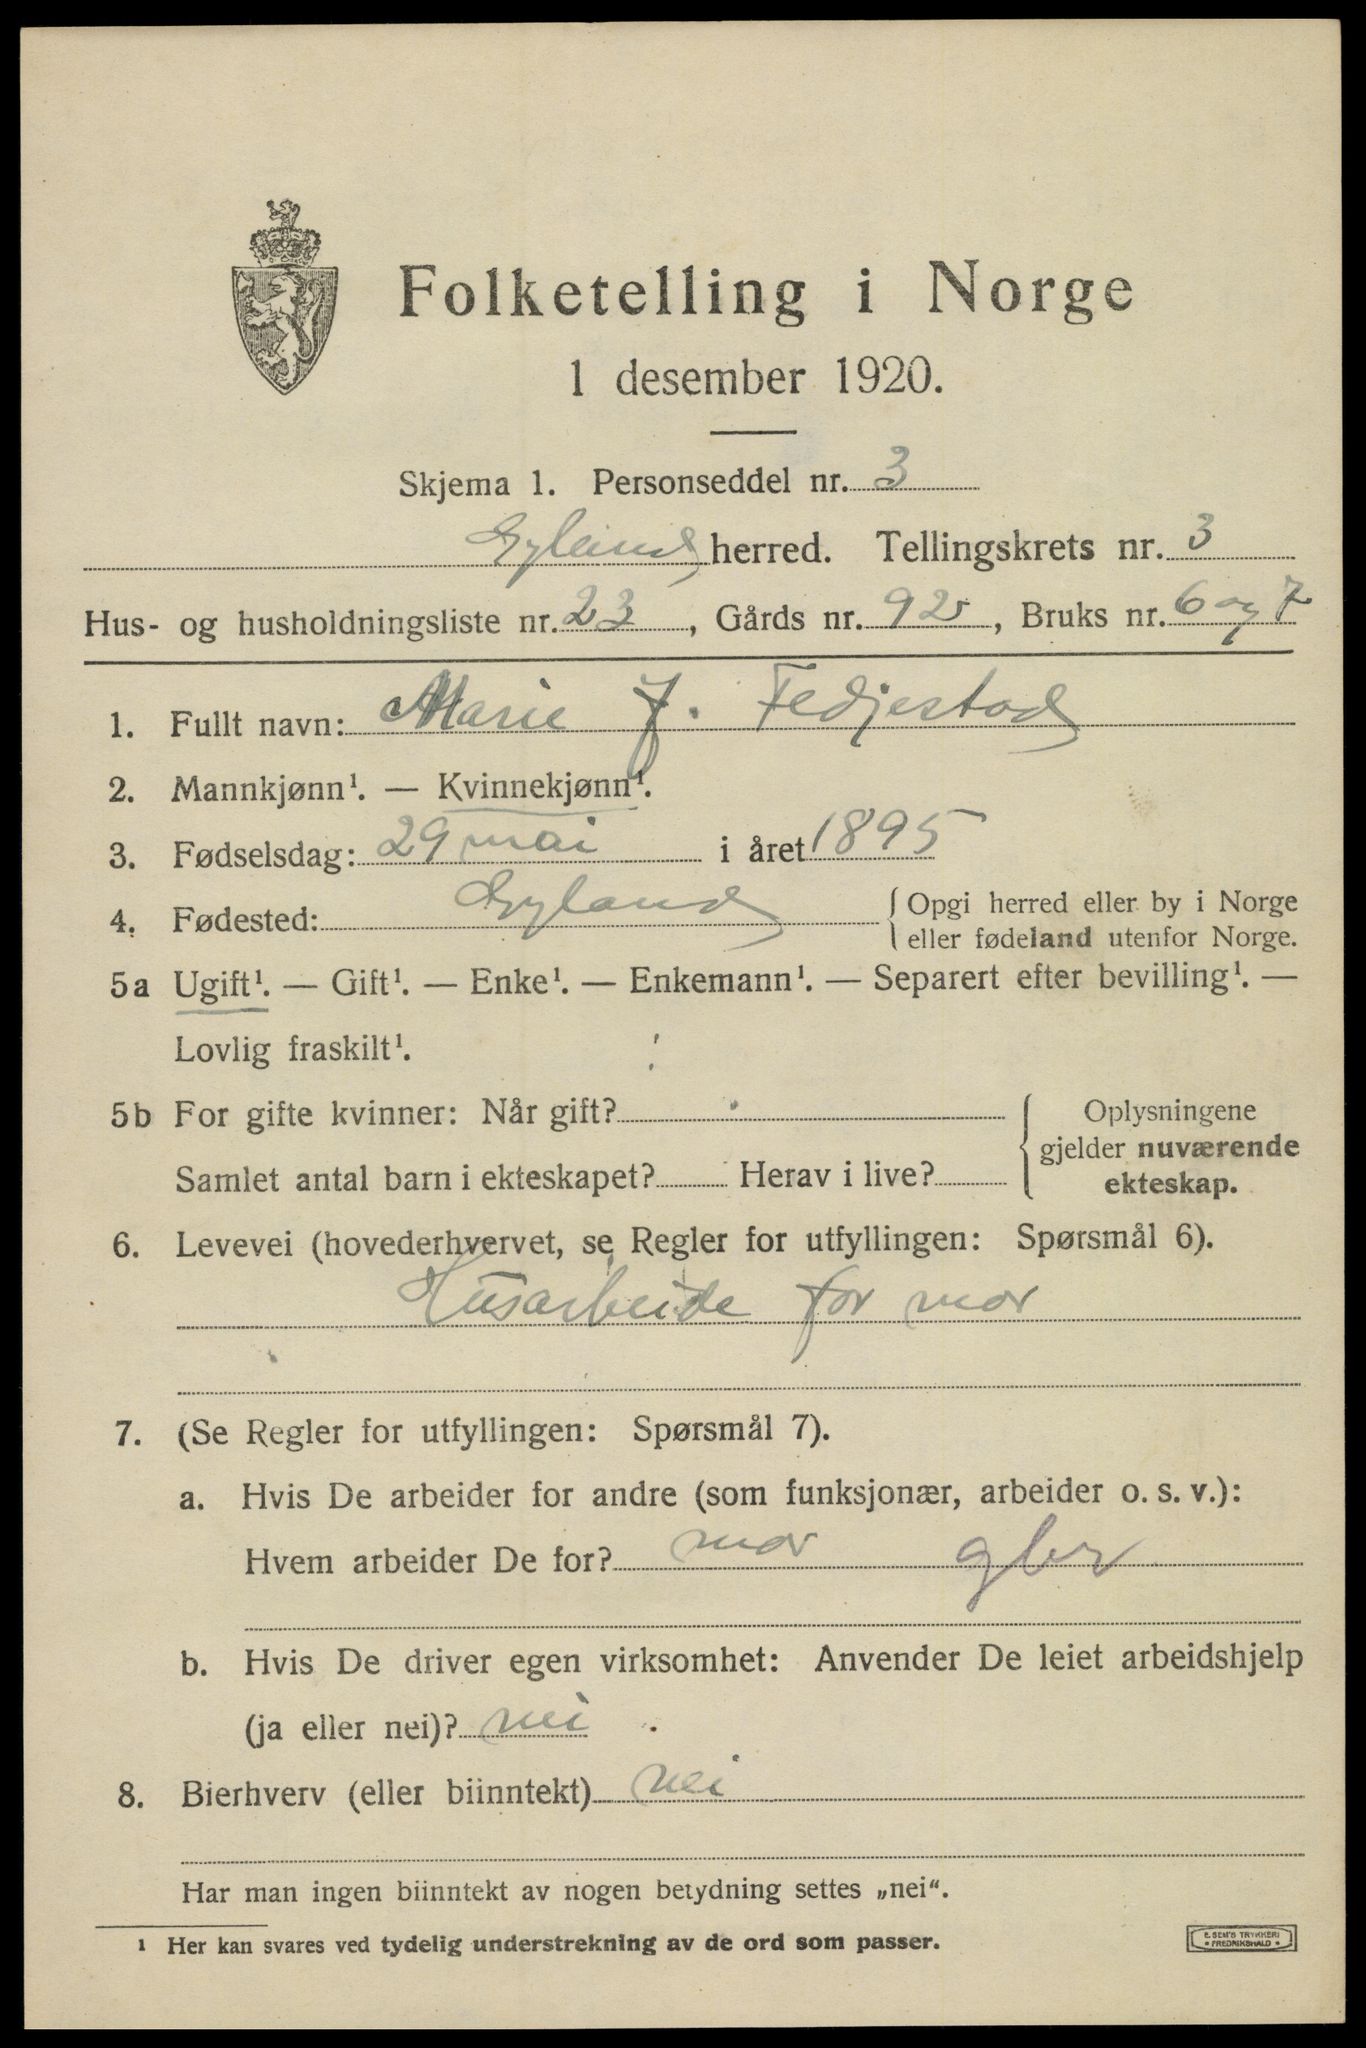 Folketelling i Norge
1 desember 1920.
Skjema 1. Personseddel nr. 3
Gyland herred. Tellingskrets nr. 3
Hus- og husholdningsliste nr. 23, Gårds nr. 92, Bruks nr. 6 og 7
1. Fullt navn: Marie J. Fedjestad
2. Mannkjønn¹. — Kvinnekjønn¹.
3. Fødselsdag: 29 mai i året 1895
4. Fødested: Gyland { Opgi herred eller by i Norge
eller fødeland utenfor Norge.
5a Ugift¹. — Gift¹. — Enke¹. — Enkemann¹. — Separert efter bevilling¹. —
Lovlig fraskilt¹.
5b For gifte kvinner: Når gift? Oplysningene
gjelder nuværende
Samlet antal barn i ekteskapet? Herav i live? ekteskap.
6. Levevei (hovederhvervet, se Regler for utfyllingen: Spørsmål 6).
Husarbeide for mor
7. (Se Regler for utfyllingen: Spørsmål 7).
a. Hvis De arbeider for andre (som funksjonær, arbeider o. s. v.):
Hvem arbeider De for? mor gbr
b. Hvis De driver egen virksomhet: Anvender De leiet arbeidshjelp
(ja eller nei)? nei
8. Bierhverv (eller biinntekt) nei
Har man ingen biinntekt av nogen betydning settes „nei“.
¹ Her kan svares ved tydelig understrekning av de ord som passer.
E. SEM'S TRYKKERI
• FREDRIKSHALD •